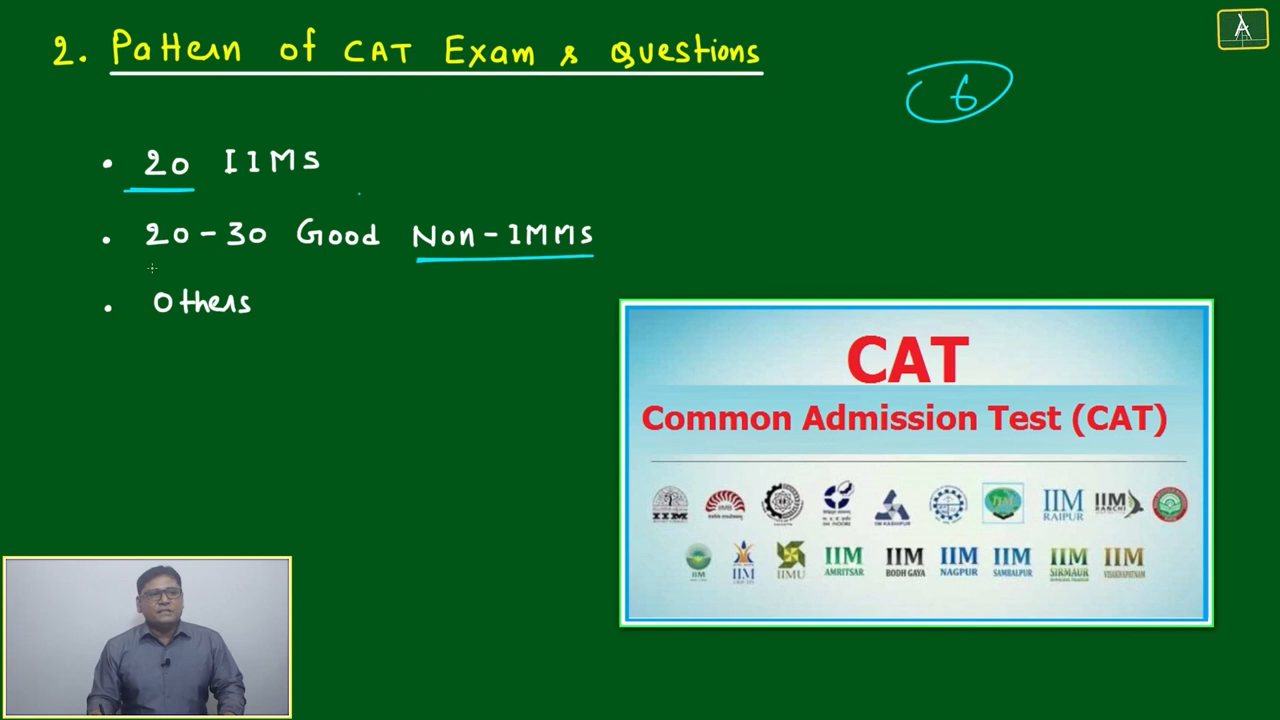 2. Pattern of CAT Exam & Questions
6
• 20 IIMs
• 20-30 Good Non-IMMs
• Others
CAT
Common Admission Test (CAT)
IIM RAIPUR
IIM RANCHI
IIM
IIM
IIMU
IIM AMRITSAR
IIM BODH GAYA
IIM NAGPUR
IIM SAMBALPUR
IIM SIRMAUR
IIM VISAKHAPATNAM